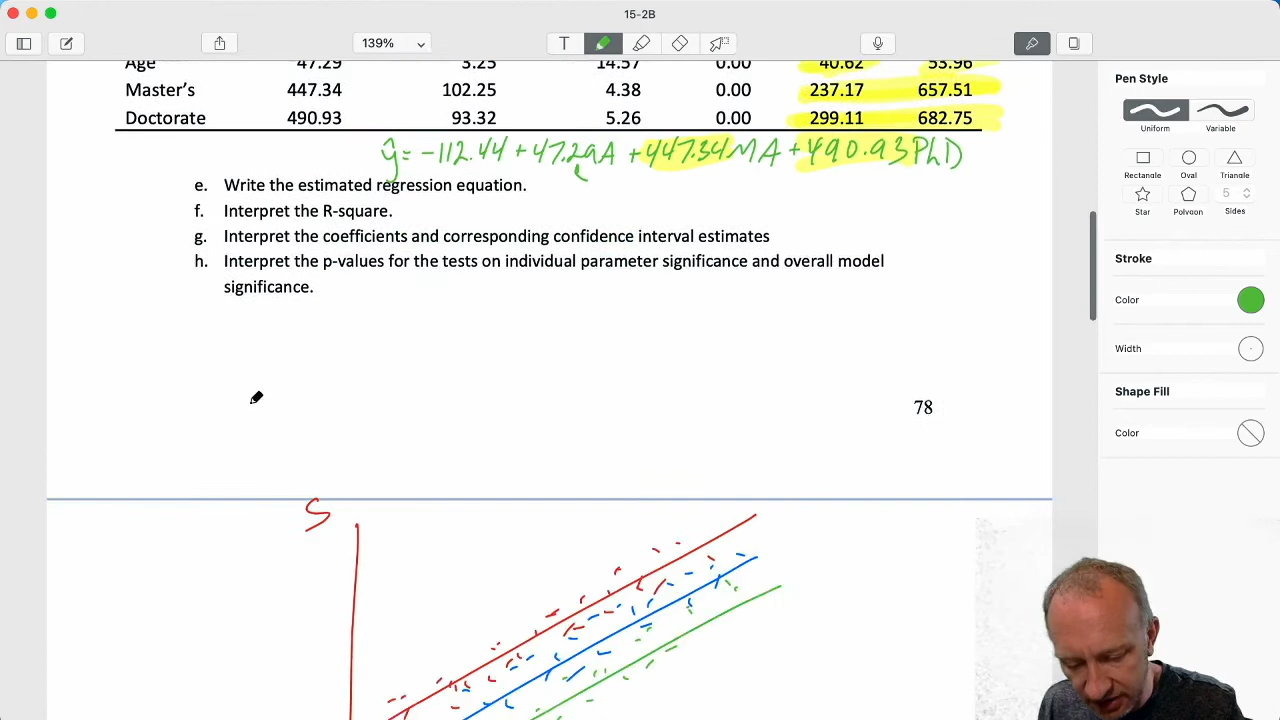 15-2B
139%
T
Age 47.29 3.25 14.57 0.00 40.62 53.96
Master's 447.34 102.25 4.38 0.00 237.17 657.51
Doctorate 490.93 93.32 5.26 0.00 299.11 682.75
ŷ = -112.44 + 47.29A + 447.34MA + 490.93PhD
e. Write the estimated regression equation.
f. Interpret the R-square.
g. Interpret the coefficients and corresponding confidence interval estimates
h. Interpret the p-values for the tests on individual parameter significance and overall model
significance.
78
S
Pen Style
Uniform Variable
Rectangle Oval Triangle
5
Star Polygon Sides
Stroke
Color
Width
Shape Fill
Color